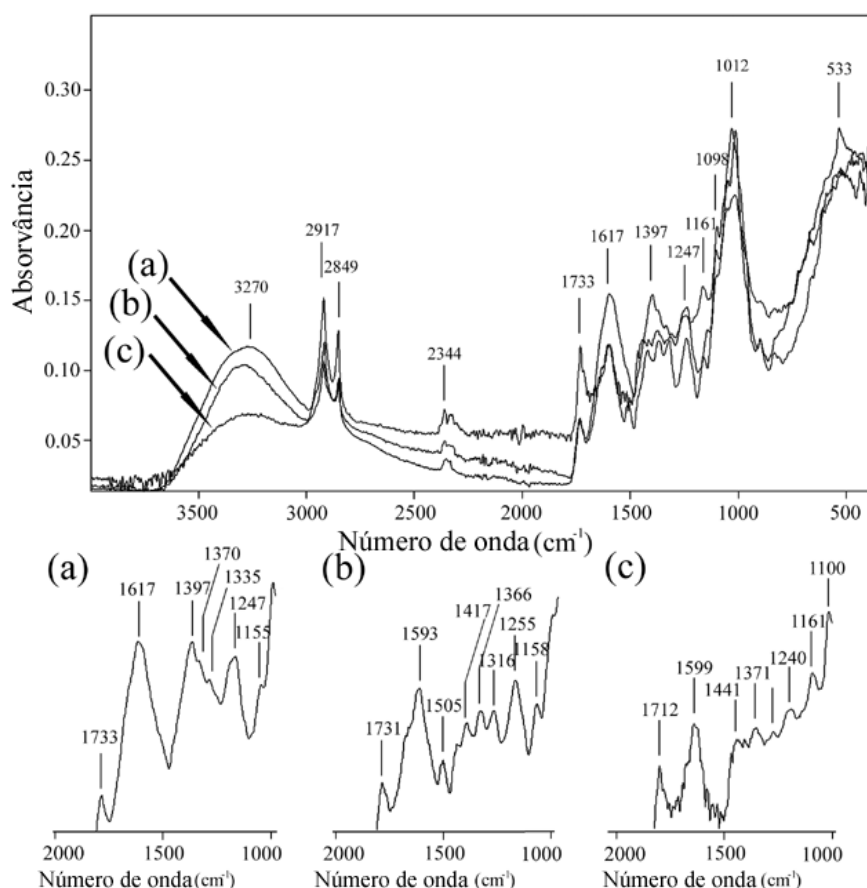 0.30
0.25
0.20
0.15
0.10
0.05
Absorvância
(a)
(b)
(c)
3270
2917
2849
2344
1733
1617
1397
1247
1161
1098
1012
533
3500 3000 2500 2000 1500 1000 500
Número de onda (cm⁻¹)
(a)
1733
1617
1397
1370
1335
1247
1155
2000 1500 1000
Número de onda (cm⁻¹)
(b)
1731
1593
1505
1417
1366
1316
1255
1158
2000 1500 1000
Número de onda (cm⁻¹)
(c)
1712
1599
1441
1371
1240
1161
1100
2000 1500 1000
Número de onda (cm⁻¹)